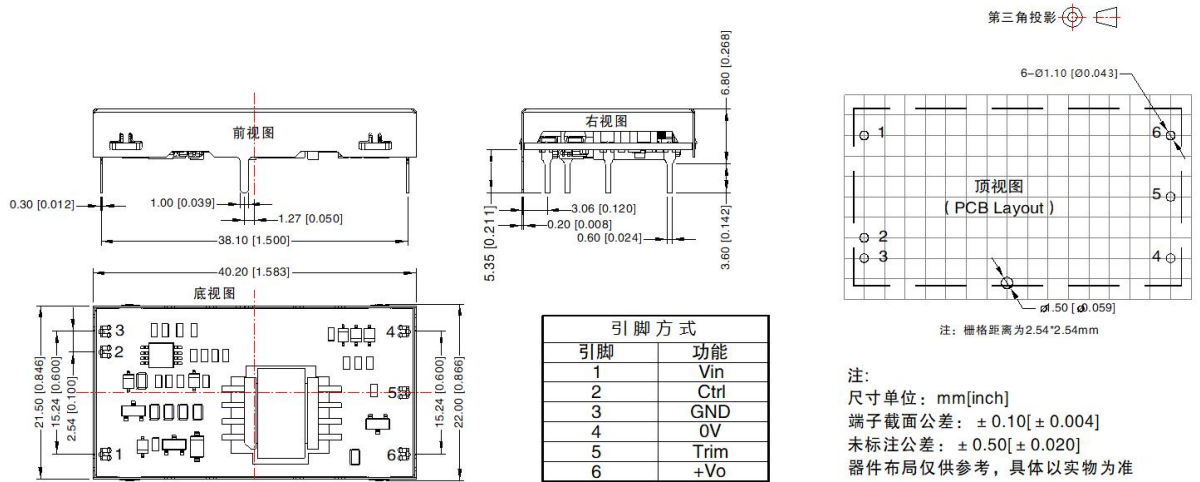 第三角投影
6-Ø1.10 [Ø0.043]
前视图
0.30 [0.012]
1.00 [0.039]
1.27 [0.050]
38.10 [1.500]
右视图
6.80 [0.268]
3.06 [0.120]
0.20 [0.008]
0.60 [0.024]
5.35 [0.211]
3.60 [0.142]
1
6
顶视图
5
( PCB Layout )
2
3
4
ø1.50 [ø0.059]
注：栅格距离为2.54*2.54mm
40.20 [1.583]
底视图
21.50 [0.846]
15.24 [0.600]
2.54 [0.100]
3
4
2
5
1
6
15.24 [0.600]
22.00 [0.866]
引脚方式
引脚 功能
1 Vin
2 Ctrl
3 GND
4 0V
5 Trim
6 +Vo
注:
尺寸单位：mm[inch]
端子截面公差：±0.10[±0.004]
未标注公差：±0.50[±0.020]
器件布局仅供参考，具体以实物为准